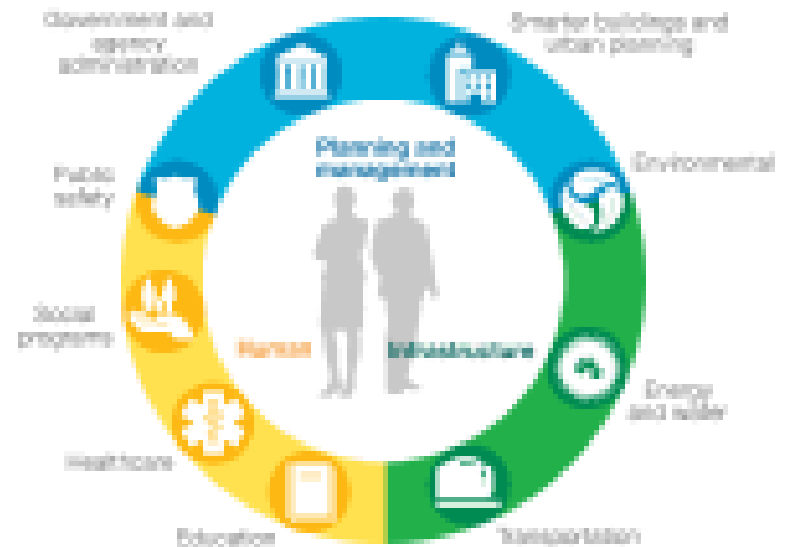 Government and
agency
administration
Smarter buildings and
urban planning
Planning and
management
Public
safety
Environmental
Social
programs
Human
Infrastructure
Energy
and water
Healthcare
Education
Transportation